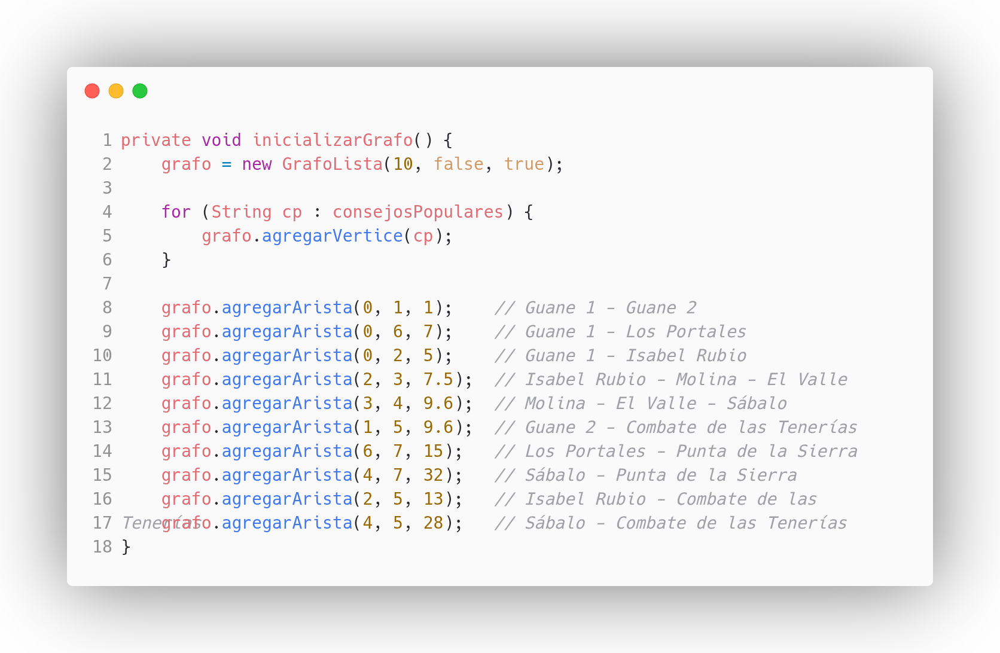 1 private void inicializarGrafo() {
2     grafo = new GrafoLista(10, false, true);
3
4     for (String cp : consejosPopulares) {
5         grafo.agregarVertice(cp);
6     }
7
8     grafo.agregarArista(0, 1, 1);    // Guane 1 - Guane 2
9     grafo.agregarArista(0, 6, 7);    // Guane 1 - Los Portales
10     grafo.agregarArista(0, 2, 5);    // Guane 1 - Isabel Rubio
11     grafo.agregarArista(2, 3, 7.5);  // Isabel Rubio - Molina - El Valle
12     grafo.agregarArista(3, 4, 9.6);  // Molina - El Valle - Sábalo
13     grafo.agregarArista(1, 5, 9.6);  // Guane 2 - Combate de las Tenerías
14     grafo.agregarArista(6, 7, 15);   // Los Portales - Punta de la Sierra
15     grafo.agregarArista(4, 7, 32);   // Sábalo - Punta de la Sierra
16     grafo.agregarArista(2, 5, 13);   // Isabel Rubio - Combate de las
Tenerías
17     grafo.agregarArista(4, 5, 28);   // Sábalo - Combate de las Tenerías
18 }